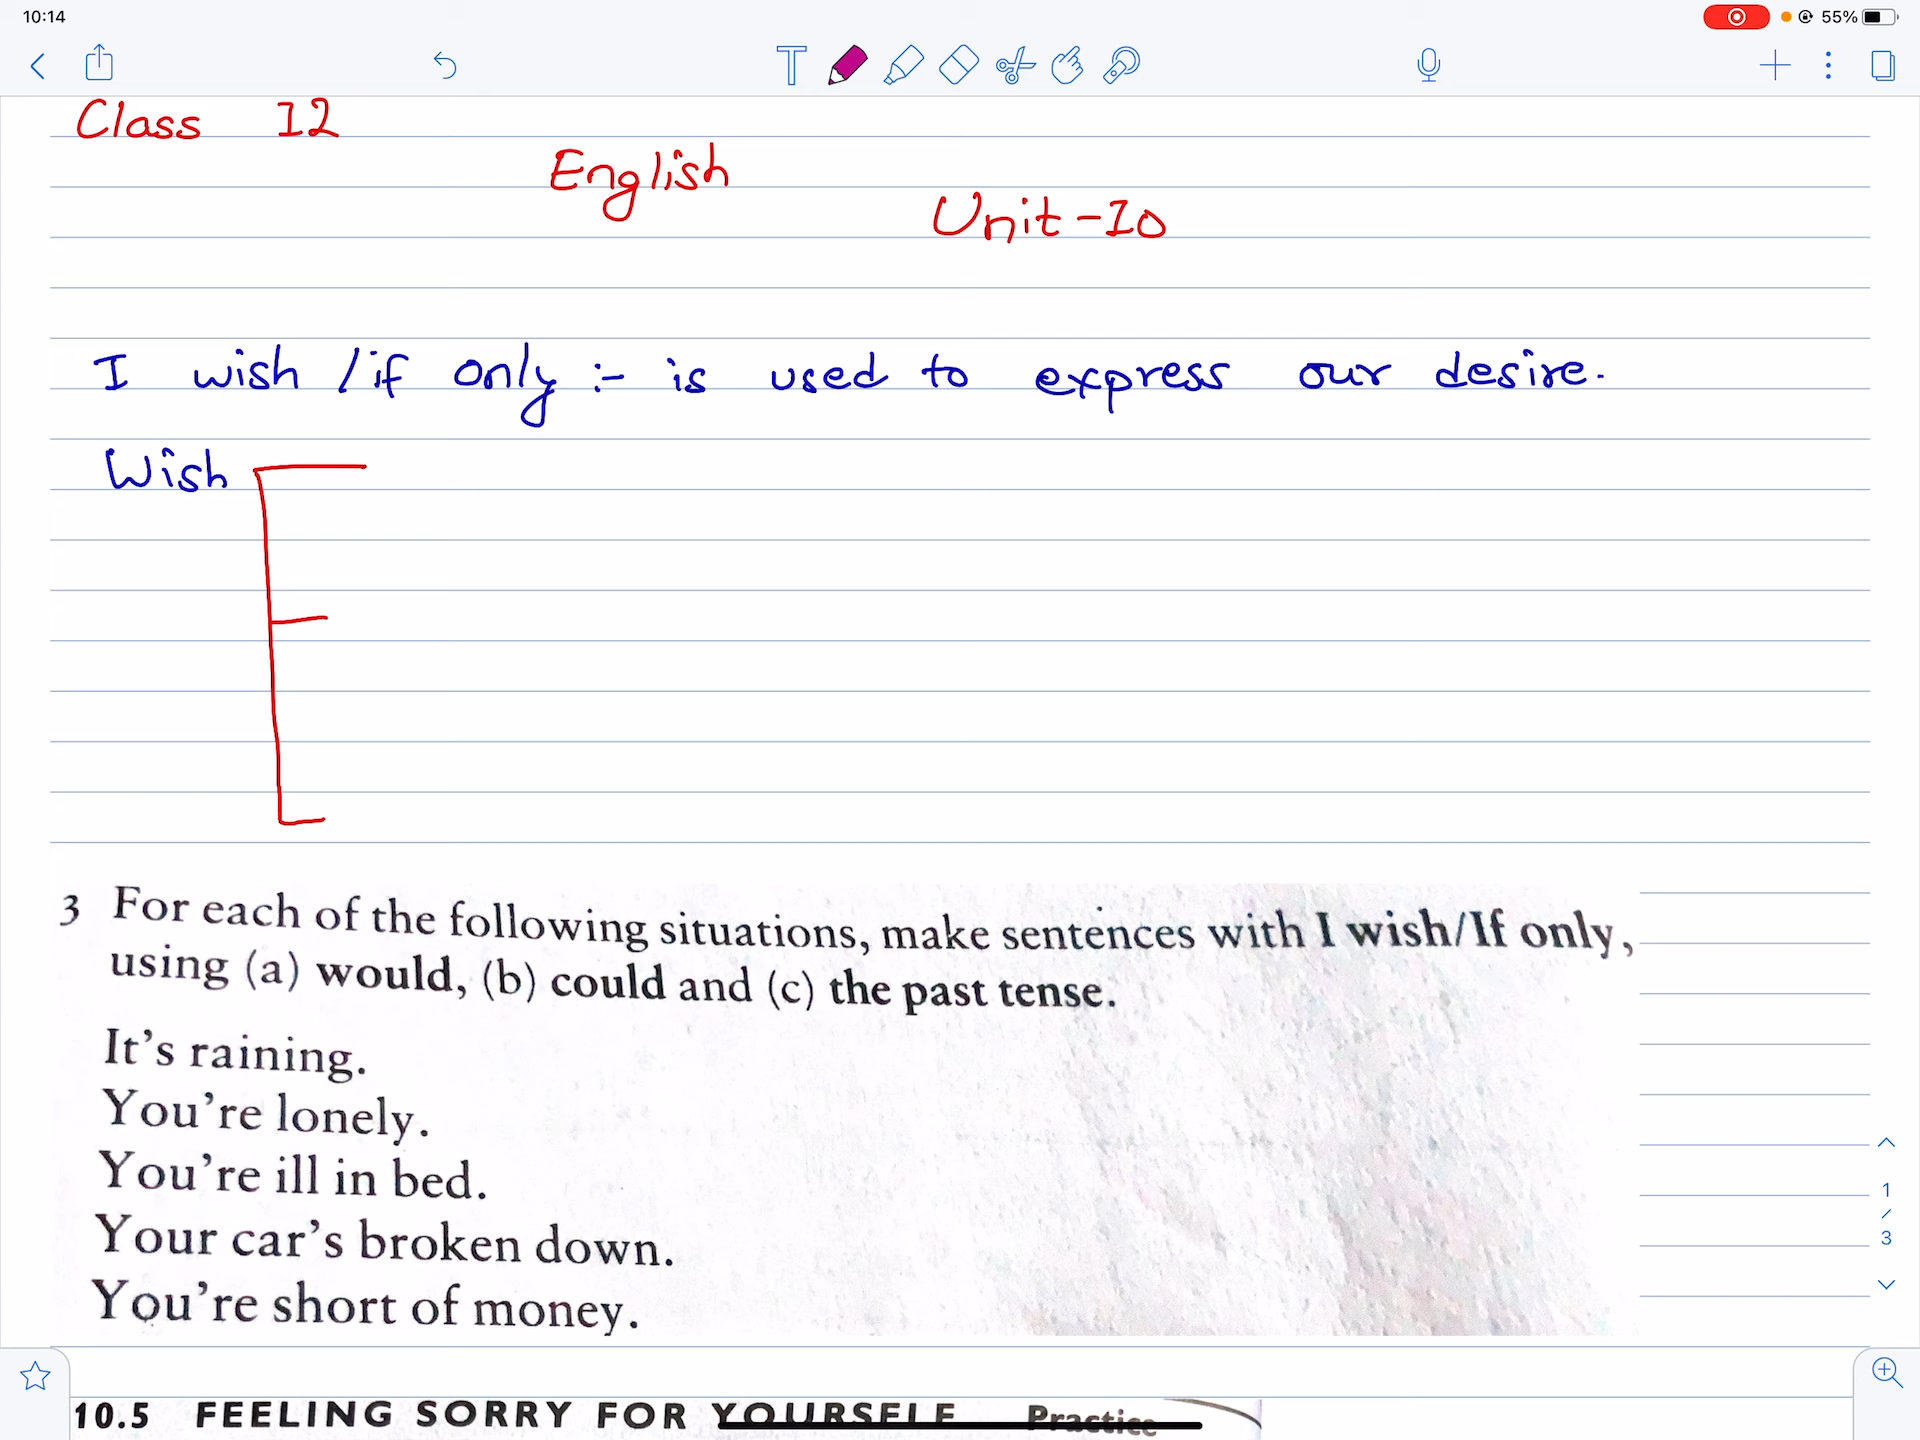 10:14
55%
Class 12
English
Unit-10
I wish / if only :- is used to express our desire.
Wish
3 For each of the following situations, make sentences with I wish/If only,
using (a) would, (b) could and (c) the past tense.
It's raining.
You're lonely.
You're ill in bed.
Your car's broken down.
You're short of money.
1
/
3
10.5 FEELING SORRY FOR YOURSELF Practice